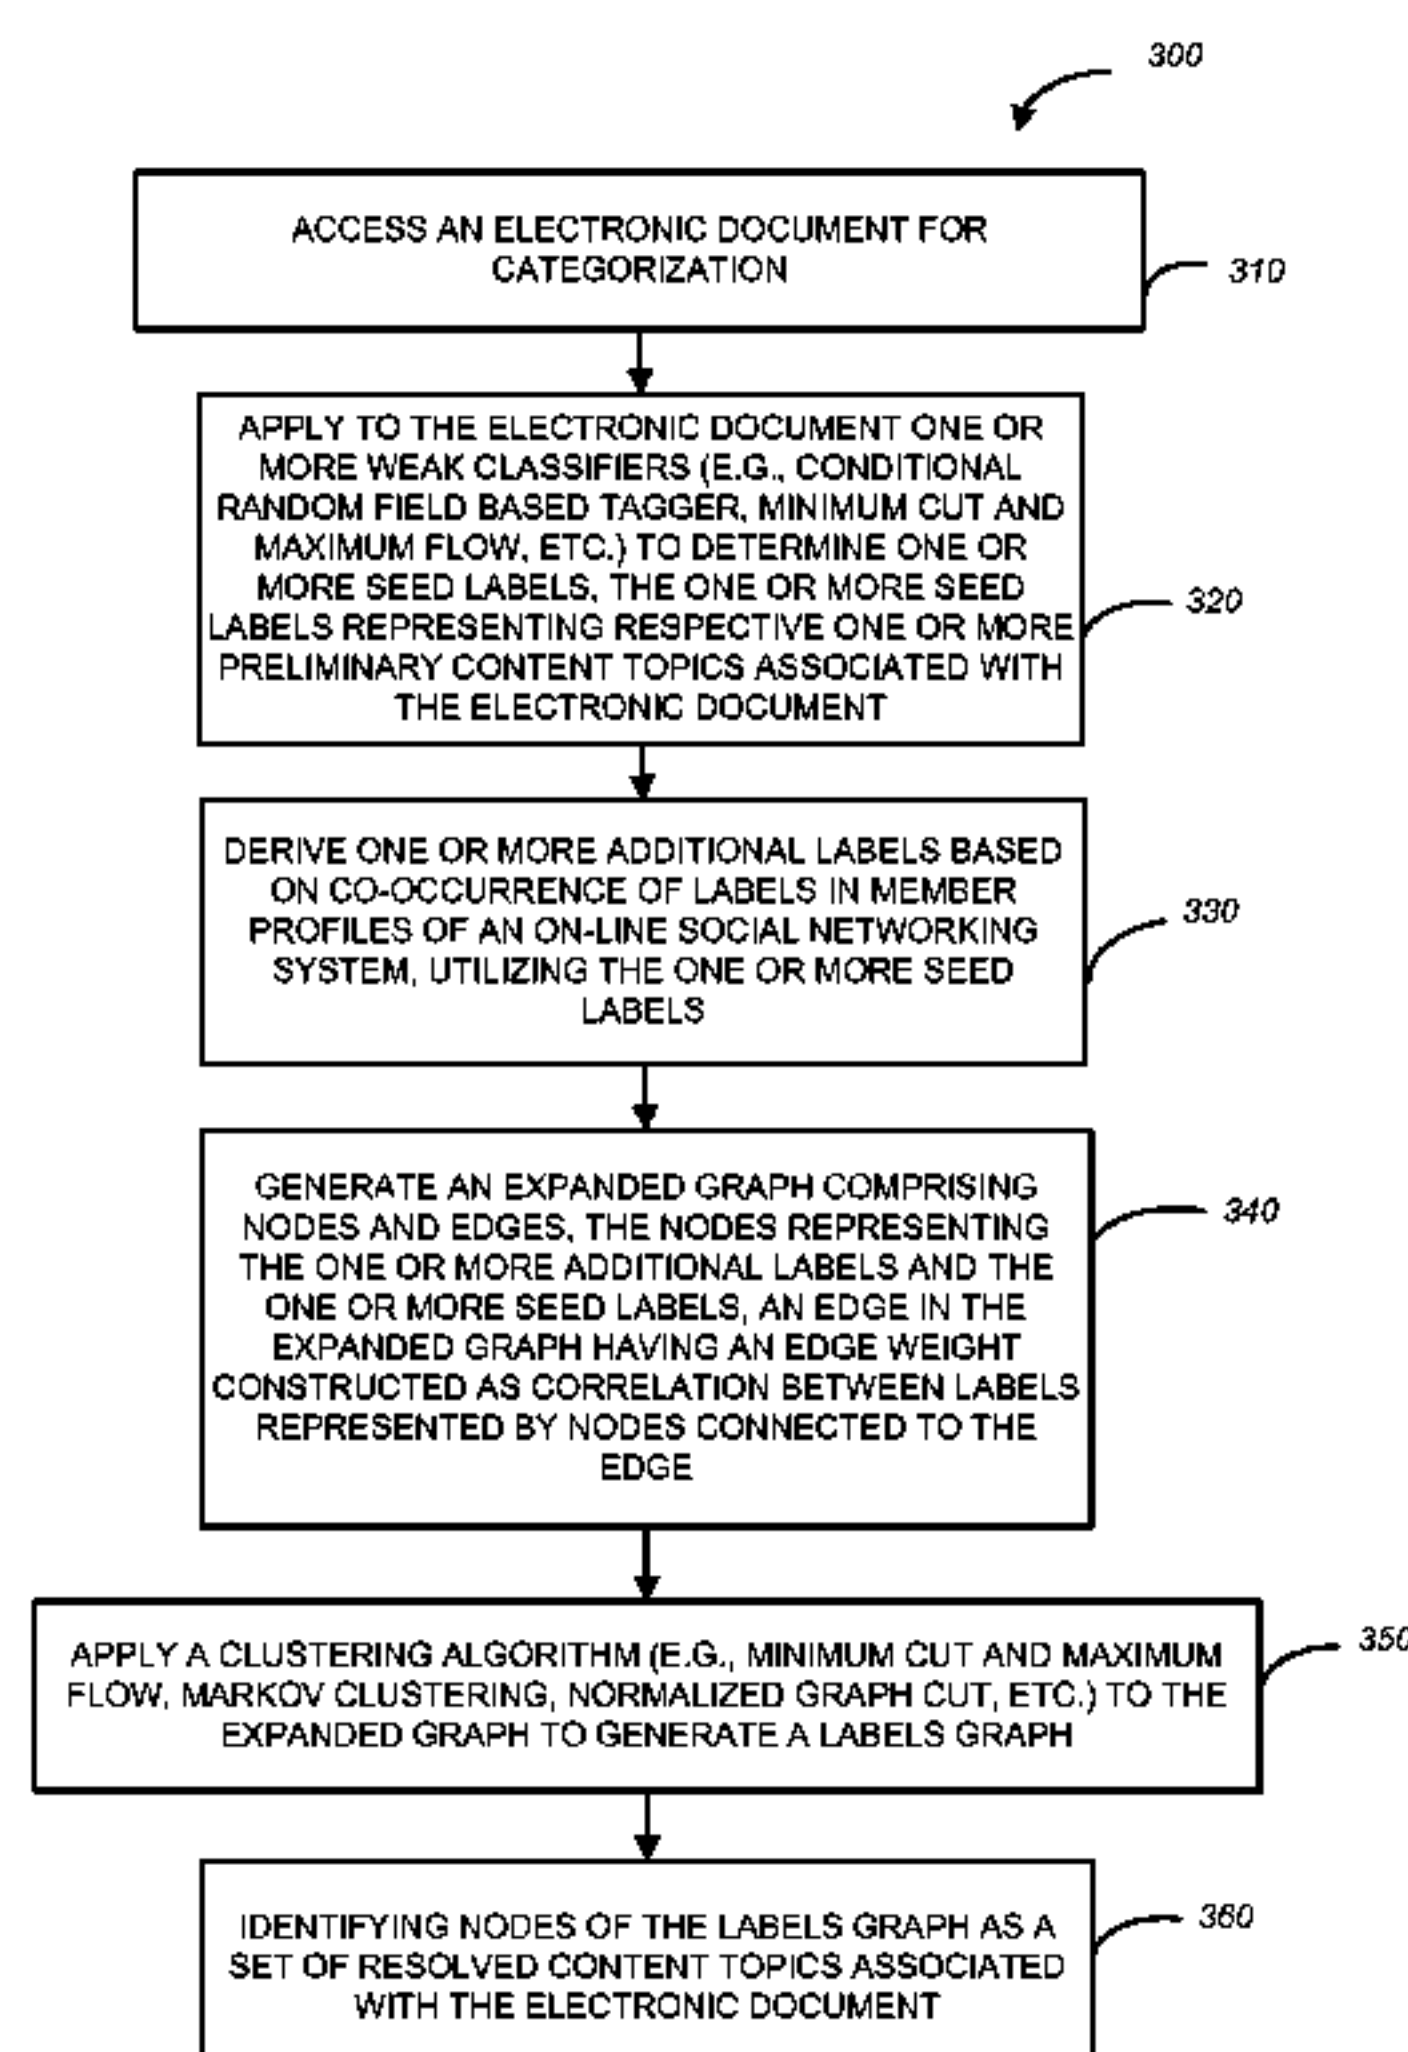 300
ACCESS AN ELECTRONIC DOCUMENT FOR
CATEGORIZATION
310
APPLY TO THE ELECTRONIC DOCUMENT ONE OR
MORE WEAK CLASSIFIERS (E.G., CONDITIONAL
RANDOM FIELD BASED TAGGER, MINIMUM CUT AND
MAXIMUM FLOW, ETC.) TO DETERMINE ONE OR
MORE SEED LABELS, THE ONE OR MORE SEED
LABELS REPRESENTING RESPECTIVE ONE OR MORE
PRELIMINARY CONTENT TOPICS ASSOCIATED WITH
THE ELECTRONIC DOCUMENT
320
DERIVE ONE OR MORE ADDITIONAL LABELS BASED
ON CO-OCCURRENCE OF LABELS IN MEMBER
PROFILES OF AN ON-LINE SOCIAL NETWORKING
SYSTEM, UTILIZING THE ONE OR MORE SEED
LABELS
330
GENERATE AN EXPANDED GRAPH COMPRISING
NODES AND EDGES, THE NODES REPRESENTING
THE ONE OR MORE ADDITIONAL LABELS AND THE
ONE OR MORE SEED LABELS, AN EDGE IN THE
EXPANDED GRAPH HAVING AN EDGE WEIGHT
CONSTRUCTED AS CORRELATION BETWEEN LABELS
REPRESENTED BY NODES CONNECTED TO THE
EDGE
340
APPLY A CLUSTERING ALGORITHM (E.G., MINIMUM CUT AND MAXIMUM
FLOW, MARKOV CLUSTERING, NORMALIZED GRAPH CUT, ETC.) TO THE
EXPANDED GRAPH TO GENERATE A LABELS GRAPH
350
IDENTIFYING NODES OF THE LABELS GRAPH AS A
SET OF RESOLVED CONTENT TOPICS ASSOCIATED
WITH THE ELECTRONIC DOCUMENT
360